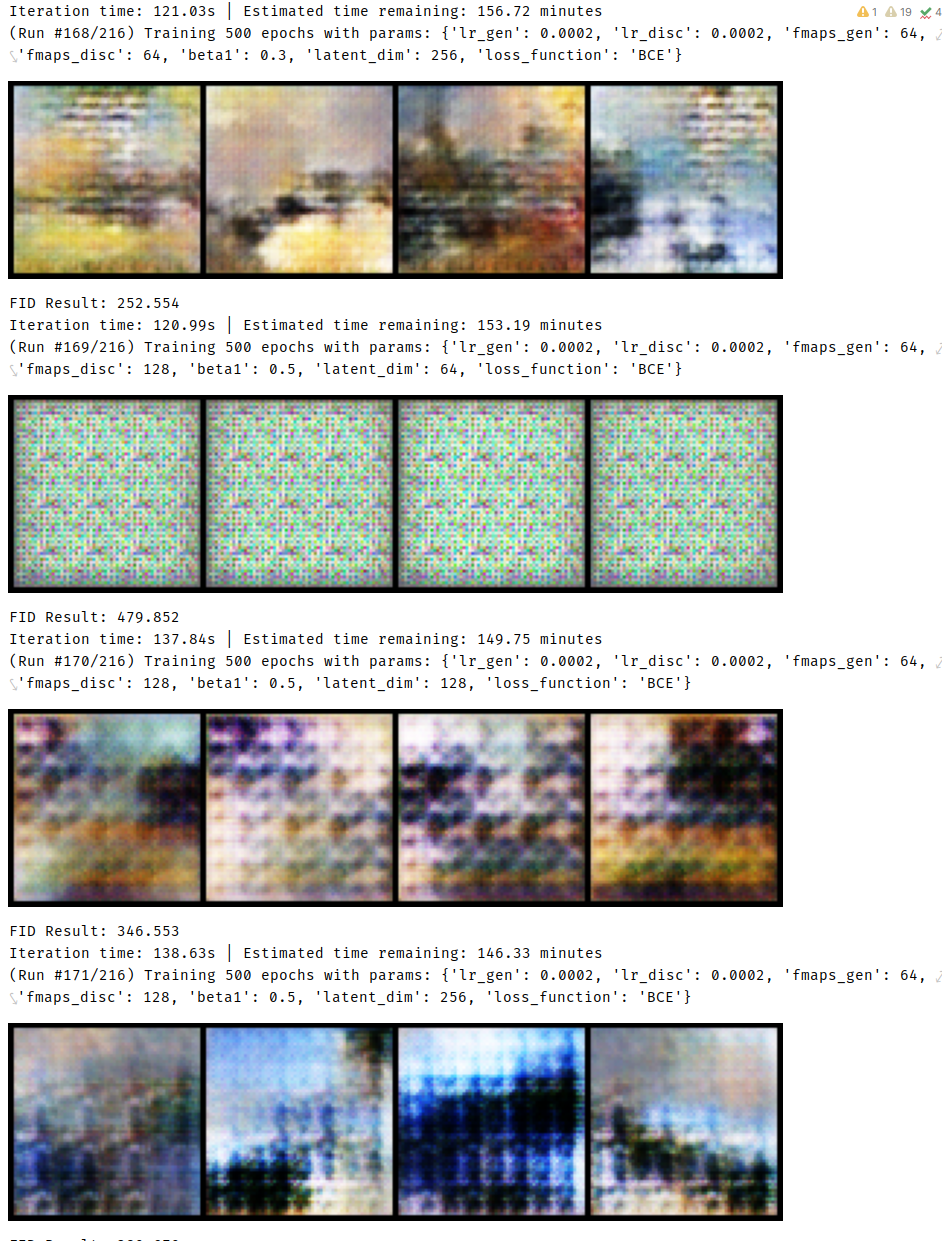 Iteration time: 121.03s | Estimated time remaining: 156.72 minutes
1 19 4
(Run #168/216) Training 500 epochs with params: {'lr_gen': 0.0002, 'lr_disc': 0.0002, 'fmaps_gen': 64,
'fmaps_disc': 64, 'beta1': 0.3, 'latent_dim': 256, 'loss_function': 'BCE'}
FID Result: 252.554
Iteration time: 120.99s | Estimated time remaining: 153.19 minutes
(Run #169/216) Training 500 epochs with params: {'lr_gen': 0.0002, 'lr_disc': 0.0002, 'fmaps_gen': 64,
'fmaps_disc': 128, 'beta1': 0.5, 'latent_dim': 64, 'loss_function': 'BCE'}
FID Result: 479.852
Iteration time: 137.84s | Estimated time remaining: 149.75 minutes
(Run #170/216) Training 500 epochs with params: {'lr_gen': 0.0002, 'lr_disc': 0.0002, 'fmaps_gen': 64,
'fmaps_disc': 128, 'beta1': 0.5, 'latent_dim': 128, 'loss_function': 'BCE'}
FID Result: 346.553
Iteration time: 138.63s | Estimated time remaining: 146.33 minutes
(Run #171/216) Training 500 epochs with params: {'lr_gen': 0.0002, 'lr_disc': 0.0002, 'fmaps_gen': 64,
'fmaps_disc': 128, 'beta1': 0.5, 'latent_dim': 256, 'loss_function': 'BCE'}